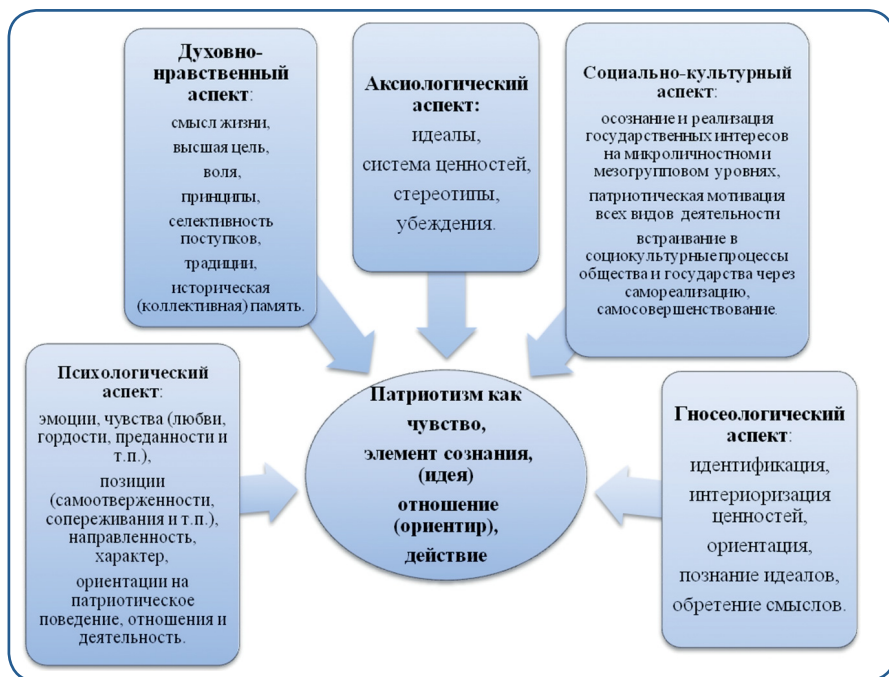 Духовно-
нравственный
аспект:
смысл жизни,
высшая цель,
воля,
принципы,
селективность
поступков,
традиции,
историческая
(коллективная) память.
Аксиологический
аспект:
идеалы,
система ценностей,
стереотипы,
убеждения.
Социально-культурный
аспект:
осознание и реализация
государственных интересов
на микроличностном и
мезогрупповом уровнях,
патриотическая мотивация
всех видов деятельности
встраивание в
социокультурные процессы
общества и государства через
самореализацию,
самосовершенствование.
Психологический
аспект:
эмоции, чувства (любви,
гордости, преданности и
т.п.),
позиции
(самоотверженности,
сопереживания и т.п.),
направленность,
характер,
ориентации на
патриотическое
поведение, отношения и
деятельность.
Патриотизм как
чувство,
элемент сознания,
(идея)
отношение
(ориентир),
действие
Гносеологический
аспект:
идентификация,
интериоризация
ценностей,
ориентация,
познание идеалов,
обретение смыслов.